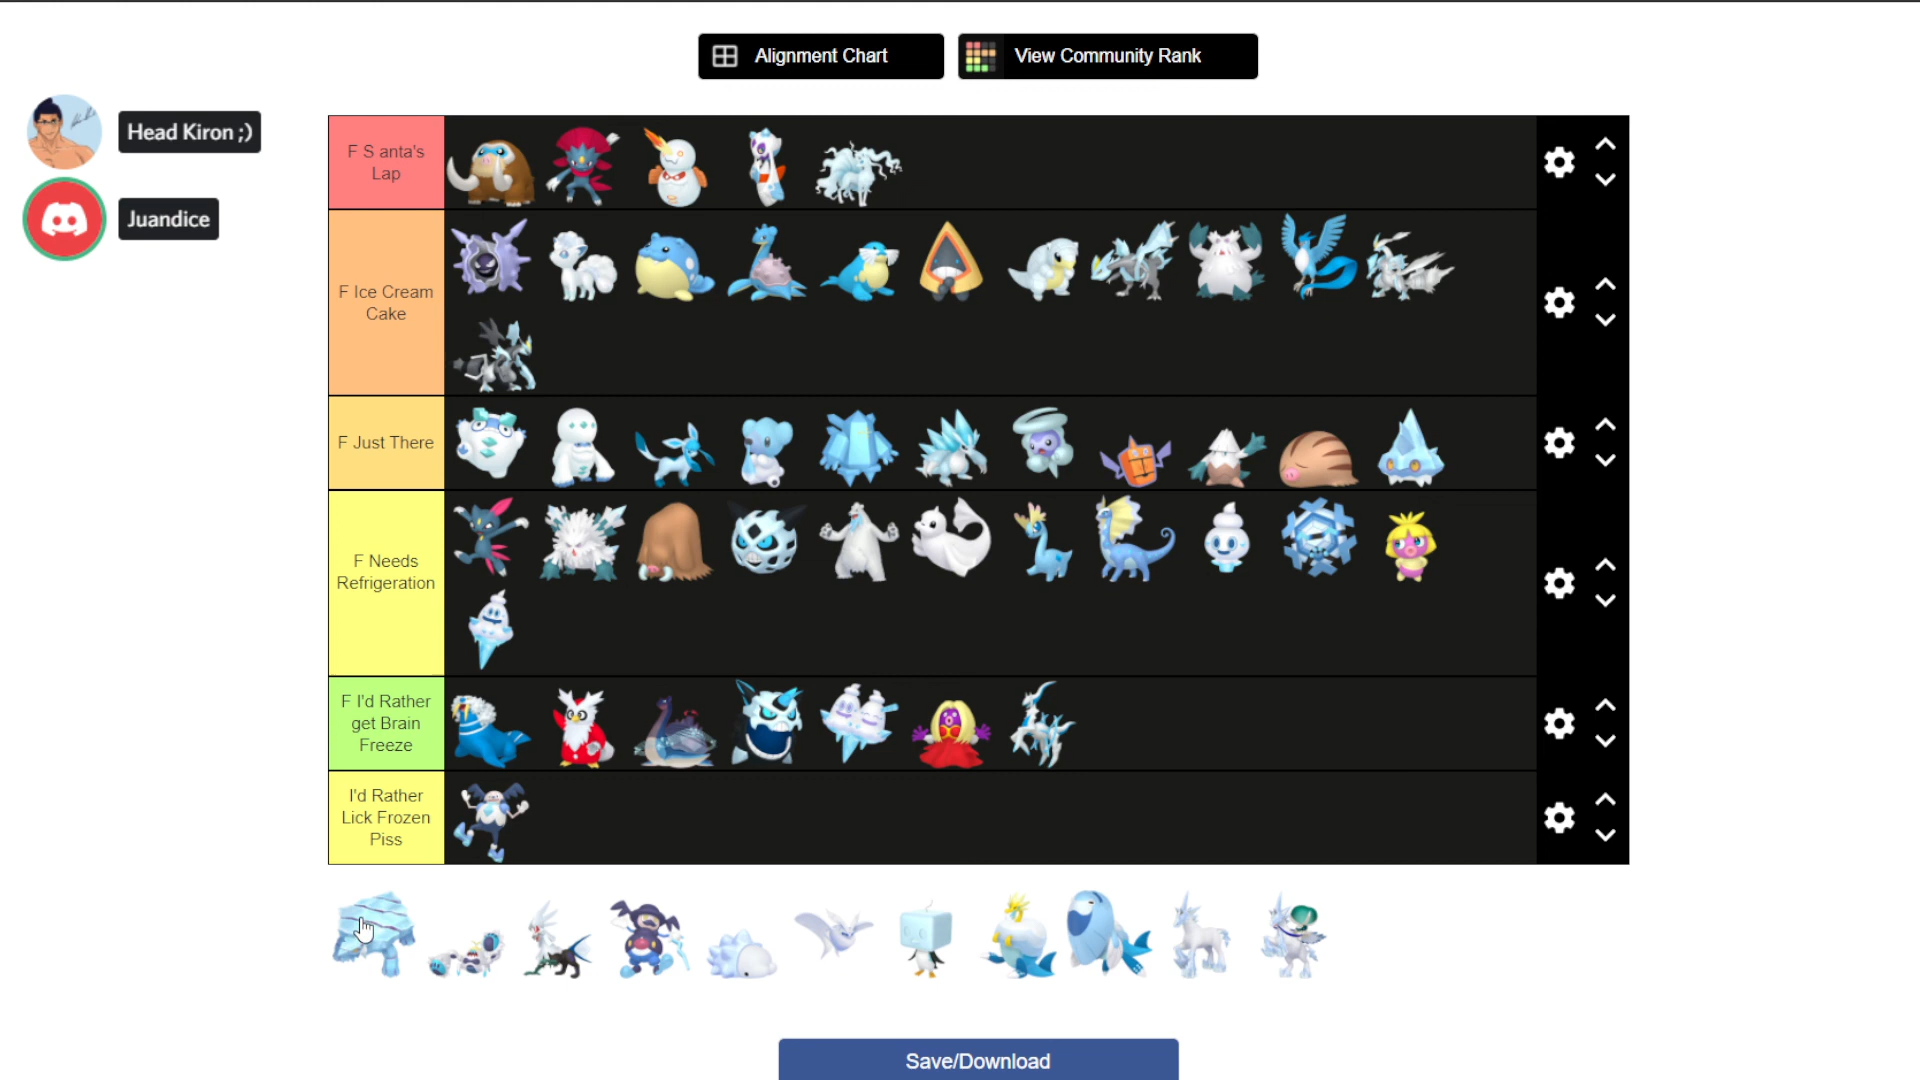 Alignment Chart
View Community Rank
Head Kiron ;)
Juandice
F S anta's
Lap
F Ice Cream
Cake
F Just There
F Needs
Refrigeration
F I'd Rather
get Brain
Freeze
I'd Rather
Lick Frozen
Piss
Save/Download